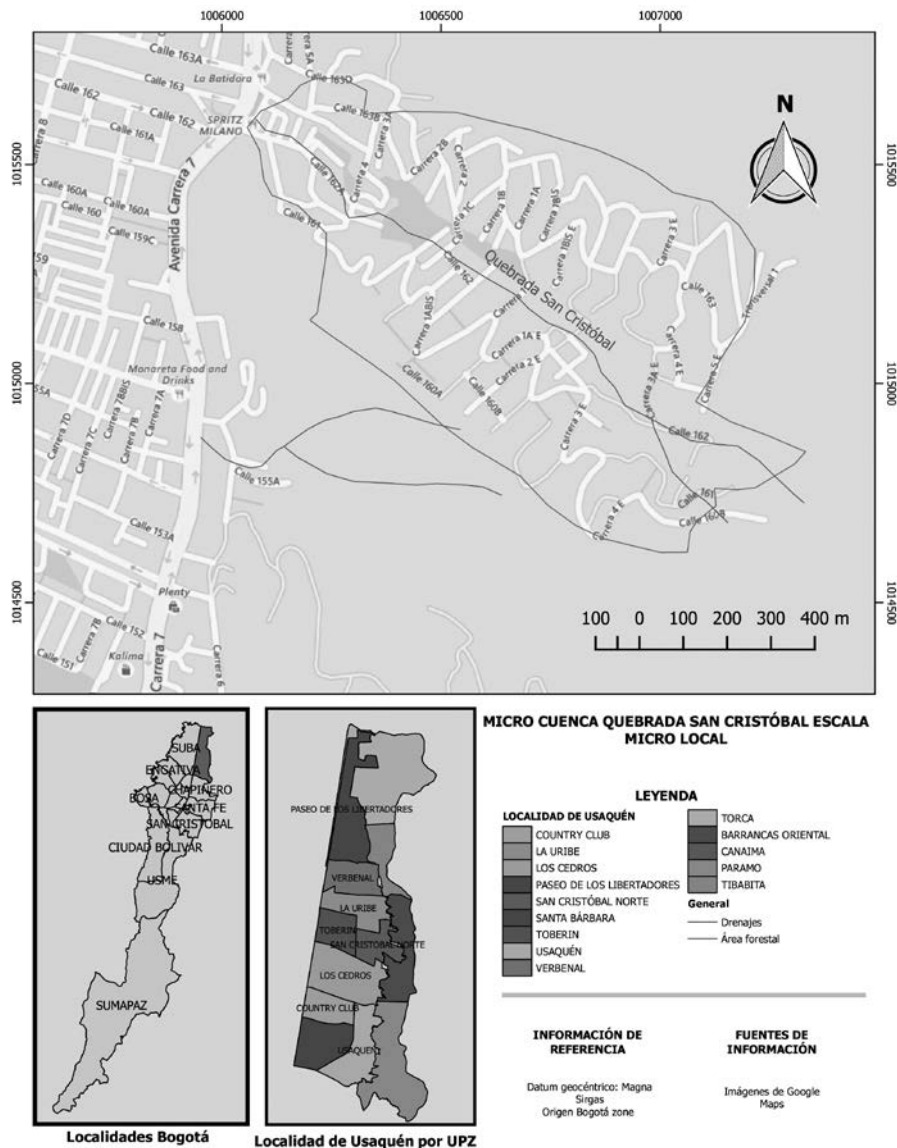 1006000 1006500 1007000
Calle 163A
Carrera 5A
La Batidora
Calle 163D
Calle 163
Calle 162
Calle 162
Calle 163B
SPRITZ
MILANO
Carrera 3A
Carrera 8
Calle 161A
N
1015500
1015500
Carrera 2B
Carrera 4
Carrera 2
Calle 162A
Calle 160A
Calle 160A
Carrera 1C
Carrera 1B
Carrera 1A
Calle 160
Calle 161
Calle 159C
Avenida Carrera 7
Carrera 1BIS E
Carrera 3 E
Calle 162
Quebrada San Cristóbal
Calle 163
Transversal 1
Calle 158
Carrera 1ABIS
Carrera 1A E
Monareta Food and
Drinks
Carrera 2 E
Carrera 4 E
1015000
1015000
Calle 160A
Calle 160B
Carrera 3A E
Carrera 5 E
Carrera 7BBIS
Carrera 7A
Carrera 7B
Carrera 7C
Carrera 7D
Carrera 3 E
Calle 162
Calle 155A
Calle 161
Calle 160B
Carrera 4 E
Calle 153A
Plenty
1014500
1014500
Calle 152
Carrera 7B
Kalima
Calle 151
Carrera 7
Carrera 6
100 0 100 200 300 400 m
SUBA
ENGATIVA
CHAPINERO
BOSA
SANTA FE
SAN CRISTOBAL
CIUDAD BOLIVAR
USME
SUMAPAZ
Localidades Bogotá
PASEO DE LOS LIBERTADORES
VERBENAL
LA URIBE
TOBERIN
SAN CRISTOBAL NORTE
LOS CEDROS
COUNTRY CLUB
USAQUEN
Localidad de Usaquén por UPZ
MICRO CUENCA QUEBRADA SAN CRISTÓBAL ESCALA
MICRO LOCAL
LEYENDA
LOCALIDAD DE USAQUÉN
COUNTRY CLUB
LA URIBE
LOS CEDROS
PASEO DE LOS LIBERTADORES
SAN CRISTÓBAL NORTE
SANTA BÁRBARA
TOBERIN
USAQUÉN
VERBENAL
TORCA
BARRANCAS ORIENTAL
CANAIMA
PARAMO
TIBABITA
General
Drenajes
Área forestal
INFORMACIÓN DE
REFERENCIA
Datum geocéntrico: Magna
Sirgas
Origen Bogotá zone
FUENTES DE
INFORMACIÓN
Imágenes de Google
Maps